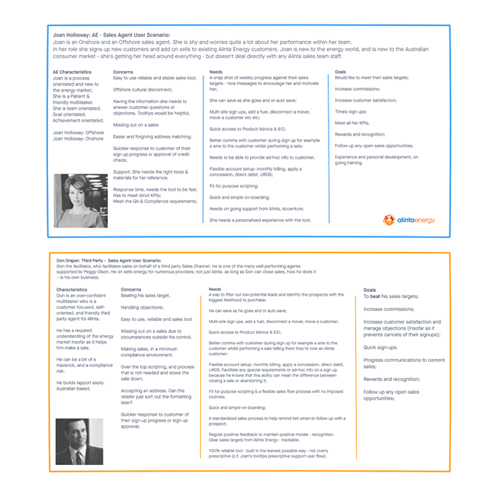 Joan Holloway: AE - Sales Agent User Scenario:
Joan is an Onshore and an Offshore sales agent. She is shy and worries quite a lot about her performance within her team.
In her role she signs up new customers and add on sells to existing Alinta Energy customers. Joan is new to the energy world, and is new to the Australian
consumer market - she's getting her head around everything - but doesn't deal directly with any Alinta sales team staff.
AE Characteristics
Joan is a process
orientated and new to
the energy market;
She is a Patient &
friendly multitasker.
She is team orientated,
Goal orientated,
Achievement orientated.
Joan Holloway: Offshore
Joan Holloway: Onshore
Concerns
Easy to use reliable and stable sales tool;
Offshore cultural disconnect;
Having the information she needs to
answer customer questions or
objections, Tooltips would be helpful;
Missing out on a sale;
Easier and forgiving address matching;
Quicker response to customer of their
sign up progress or approval of credit
check;
Support: She needs the right tools &
materials for her reference;
Response time, needs the tool to be fast.
Has to meet strict KPIs;
Meet the QA & Compliance requirements.
Needs
A snap shot of weekly progress against their sales
targets - nice messages to encourage her and motivate
her;
She can save as she goes and or auto save;
Multi site sign ups, add a fuel, disconnect a mover,
move a customer etc etc;
Quick access to Product Advice & EIC;
Better comms with customer during sign up for example
a sms to the customer whilst performing a sale;
Needs to be able to provide ad-hoc info to customer;
Flexible account setup: monthly billing, apply a
concession, direct debit, URGS;
Fit for purpose scripting;
Quick and simple on-boarding;
Needs on going support from Alinta, Accenture;
She needs a personalised experience with the tool.
Goals
Would like to meet their sales targets;
Increase commissions;
Increase customer satisfaction;
Timely sign ups;
Meet all her KPIs;
Rewards and recognition;
Follow up any open sales opportunities;
Experience and personal development, on
going training.
alintaenergy
Don Draper: Third Party - Sales Agent User Scenario:
Don the facilitator, who facilitates sales on behalf of a third party Sales Channel. He is one of the many well performing agents
supported by Peggy Olson. He on sells energy for numerous providers, not just Alinta. as long as Don can close sales, how he does it
- is his own business.
Characteristics
Don is an over-confident
multitasker who is a
customer focused, self-
oriented, and friendly third
party agent for Alinta.
He has a required
understanding of the energy
market insofar as it helps
him make a sale.
He can be a bit of a
maverick, and a compliance
risk.
He builds rapport easily
Australian-based.
Concerns
Beating his sales target.
Handling objections;
Easy to use, reliable and sales tool
Missing out on a sales due to
circumstances outside his control.
Making sales, in a minimum
compliance environment.
Over the top scripting, and process
that is not needed and slows the
sale down;
Accepting an address. Can the
retailer just sort out the formatting
later?
Quicker response to customer of
their sign up progress or sign up
approval;
Needs
A way to filter out low-potential leads and identify the prospects with the
biggest likelihood to purchase.
He can save as he goes and or auto save;
Multi-site sign ups, add a fuel, disconnect a mover, move a customer;
Quick access to Product Advice & EIC;
Better comms with customer during sign up for example a sms to the
customer whilst performing a sale telling them they're now an Alinta
customer.
Flexible account setup: monthly billing, apply a concession, direct debit,
URGS: Facilitate any special requirements or ad-hoc info on a sign up
because he knows that this ability can mean the difference between
closing a sale or abandoning it.
Fit for purpose scripting & a flexible sales flow process with no imposed
routines.
Quick and simple on-boarding;
A standardised sales process to help remind him when to follow up with a
prospect.
Regular positive feedback to maintain positive morale - recognition.
Clear sales targets from Alinta Energy - trackable.
100% reliable tool - built in the leanest possible way - not overly
prescriptive (c.f. Joan's tooltips prescriptive support user flow).
Goals
To beat his sales targets;
Increase commissions;
Increase customer satisfaction and
manage objections (insofar as it
prevents cancels of their signups);
Quick sign-ups.
Progress communications to cement
sales;
Rewards and recognition;
Follow up any open sales
opportunities;